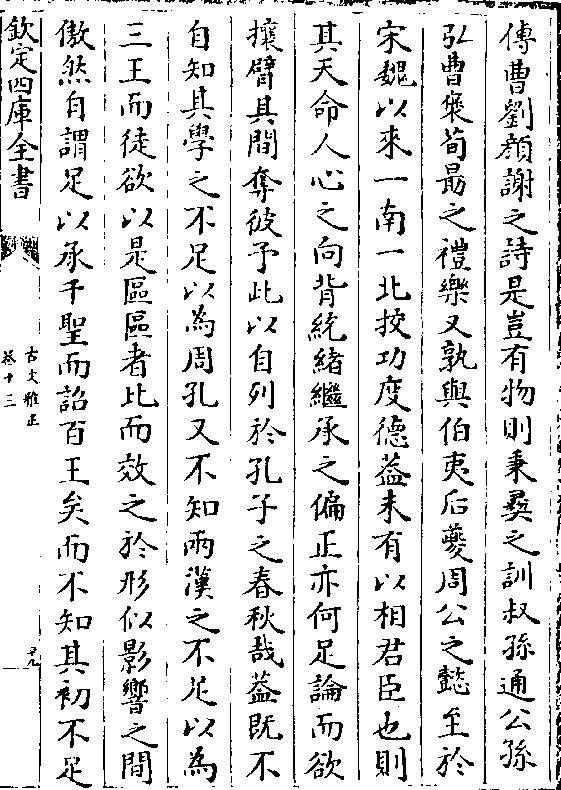 傅曹劉顔謝之詩是豈有物則秉彞之訓叔孫通公孫
弘曹褒荀勗之禮樂又孰與伯夷后夔周公之懿至於
宋魏以來一南一北挍功度德葢未有以相君臣也則
其天命人心之向背統緒繼承之偏正亦何足論而欲
攘臂其間奪彼予此以自列於孔子之春秋哉葢既不
自知其學之不足以為周孔又不知兩漢之不足以為
三王而徒欲以是區區者比而效之於形似影響之間
傲然自謂足以承千聖而詔百王矣而不知其初不足
欽定四庫全書
古文雅正
卷十三